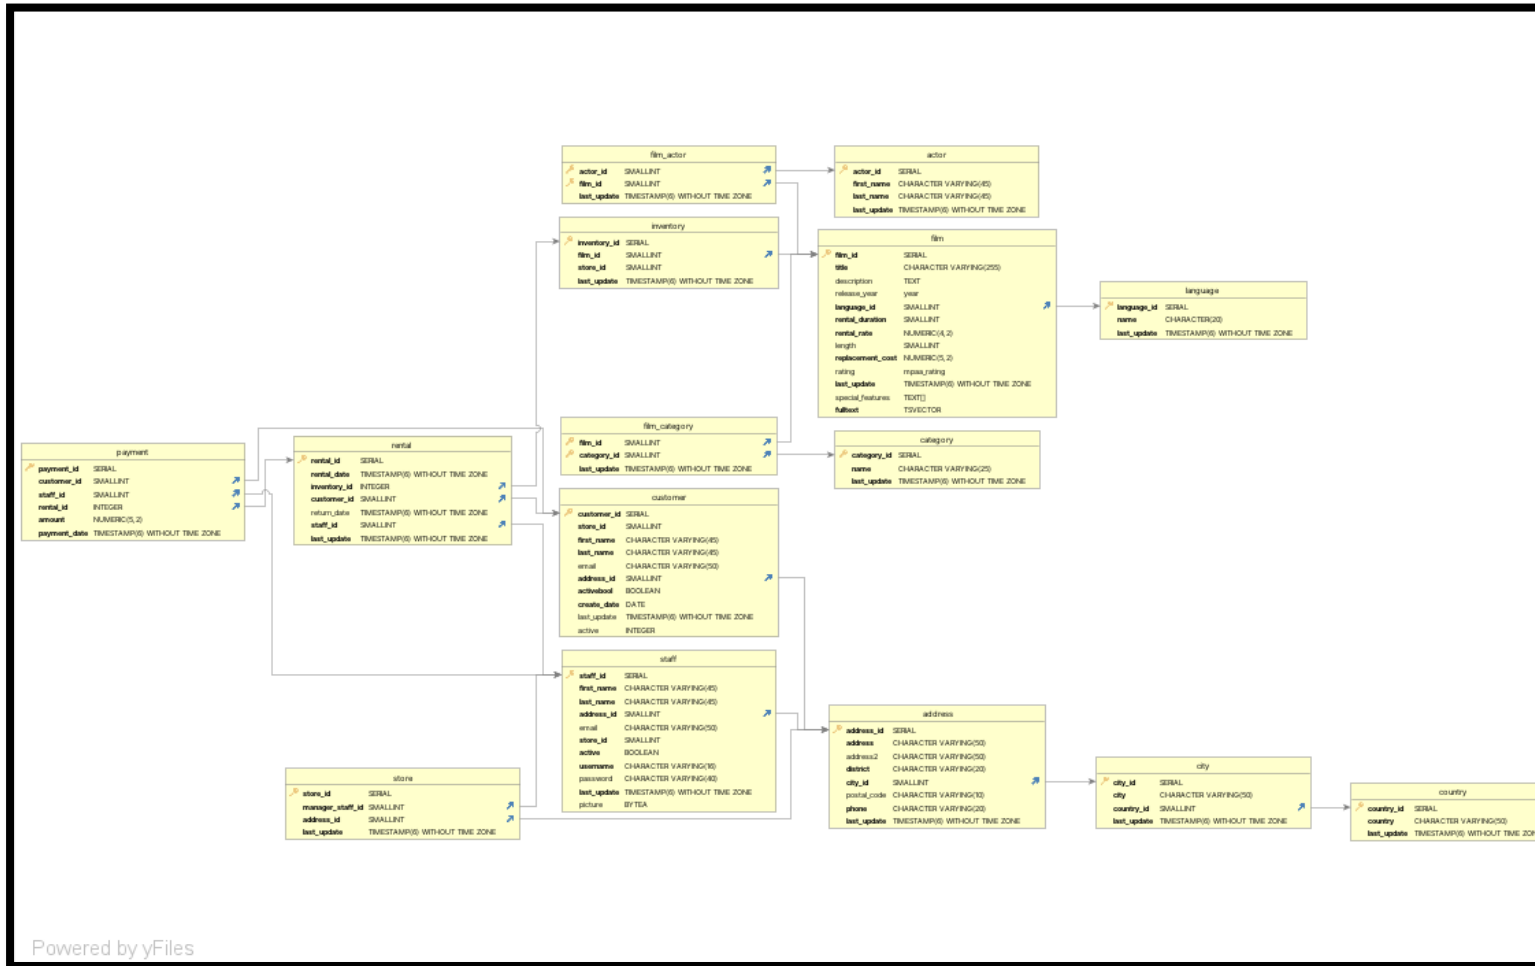 film_actor
actor_id SMALLINT
film_id SMALLINT
last_update TIMESTAMP(6) WITHOUT TIME ZONE
actor
actor_id SERIAL
first_name CHARACTER VARYING(45)
last_name CHARACTER VARYING(45)
last_update TIMESTAMP(6) WITHOUT TIME ZONE
inventory
inventory_id SERIAL
film_id SMALLINT
store_id SMALLINT
last_update TIMESTAMP(6) WITHOUT TIME ZONE
film
film_id SERIAL
title CHARACTER VARYING(255)
description TEXT
release_year year
language_id SMALLINT
rental_duration SMALLINT
rental_rate NUMERIC(4,2)
length SMALLINT
replacement_cost NUMERIC(5,2)
rating mpaa_rating
last_update TIMESTAMP(6) WITHOUT TIME ZONE
special_features TEXT[]
fulltext TSVECTOR
language
language_id SERIAL
name CHARACTER(20)
last_update TIMESTAMP(6) WITHOUT TIME ZONE
film_category
film_id SMALLINT
category_id SMALLINT
last_update TIMESTAMP(6) WITHOUT TIME ZONE
category
category_id SERIAL
name CHARACTER VARYING(25)
last_update TIMESTAMP(6) WITHOUT TIME ZONE
payment
payment_id SERIAL
customer_id SMALLINT
staff_id SMALLINT
rental_id INTEGER
amount NUMERIC(5,2)
payment_date TIMESTAMP(6) WITHOUT TIME ZONE
rental
rental_id SERIAL
rental_date TIMESTAMP(6) WITHOUT TIME ZONE
inventory_id INTEGER
customer_id SMALLINT
return_date TIMESTAMP(6) WITHOUT TIME ZONE
staff_id SMALLINT
last_update TIMESTAMP(6) WITHOUT TIME ZONE
customer
customer_id SERIAL
store_id SMALLINT
first_name CHARACTER VARYING(45)
last_name CHARACTER VARYING(45)
email CHARACTER VARYING(50)
address_id SMALLINT
activebool BOOLEAN
create_date DATE
last_update TIMESTAMP(6) WITHOUT TIME ZONE
active INTEGER
staff
staff_id SERIAL
first_name CHARACTER VARYING(45)
last_name CHARACTER VARYING(45)
address_id SMALLINT
email CHARACTER VARYING(50)
store_id SMALLINT
active BOOLEAN
username CHARACTER VARYING(16)
password CHARACTER VARYING(40)
last_update TIMESTAMP(6) WITHOUT TIME ZONE
picture BYTEA
store
store_id SERIAL
manager_staff_id SMALLINT
address_id SMALLINT
last_update TIMESTAMP(6) WITHOUT TIME ZONE
address
address_id SERIAL
address CHARACTER VARYING(50)
address2 CHARACTER VARYING(50)
district CHARACTER VARYING(20)
city_id SMALLINT
postal_code CHARACTER VARYING(10)
phone CHARACTER VARYING(20)
last_update TIMESTAMP(6) WITHOUT TIME ZONE
city
city_id SERIAL
city CHARACTER VARYING(50)
country_id SMALLINT
last_update TIMESTAMP(6) WITHOUT TIME ZONE
country
country_id SERIAL
country CHARACTER VARYING(50)
last_update TIMESTAMP(6) WITHOUT TIME
Powered by yFiles